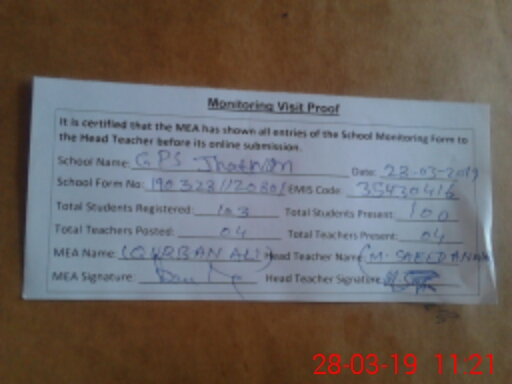 Monitoring Visit Proof
It is certified that the MEA has shown all entries of the School Monitoring Form to
the Head Teacher before its online submission.
School Name: GPS Date: 28-03-2019
School Form No: EMIS Code: 35430416
Total Students Registered: 103 Total Students Present: 100
Total Teachers Posted: 04 Total Teachers Present: 04
MEA Name: (QURBAN ALI) Head Teacher Name: (M. SAEED
MEA Signature: Head Teacher Signature:
28-03-19 11:21